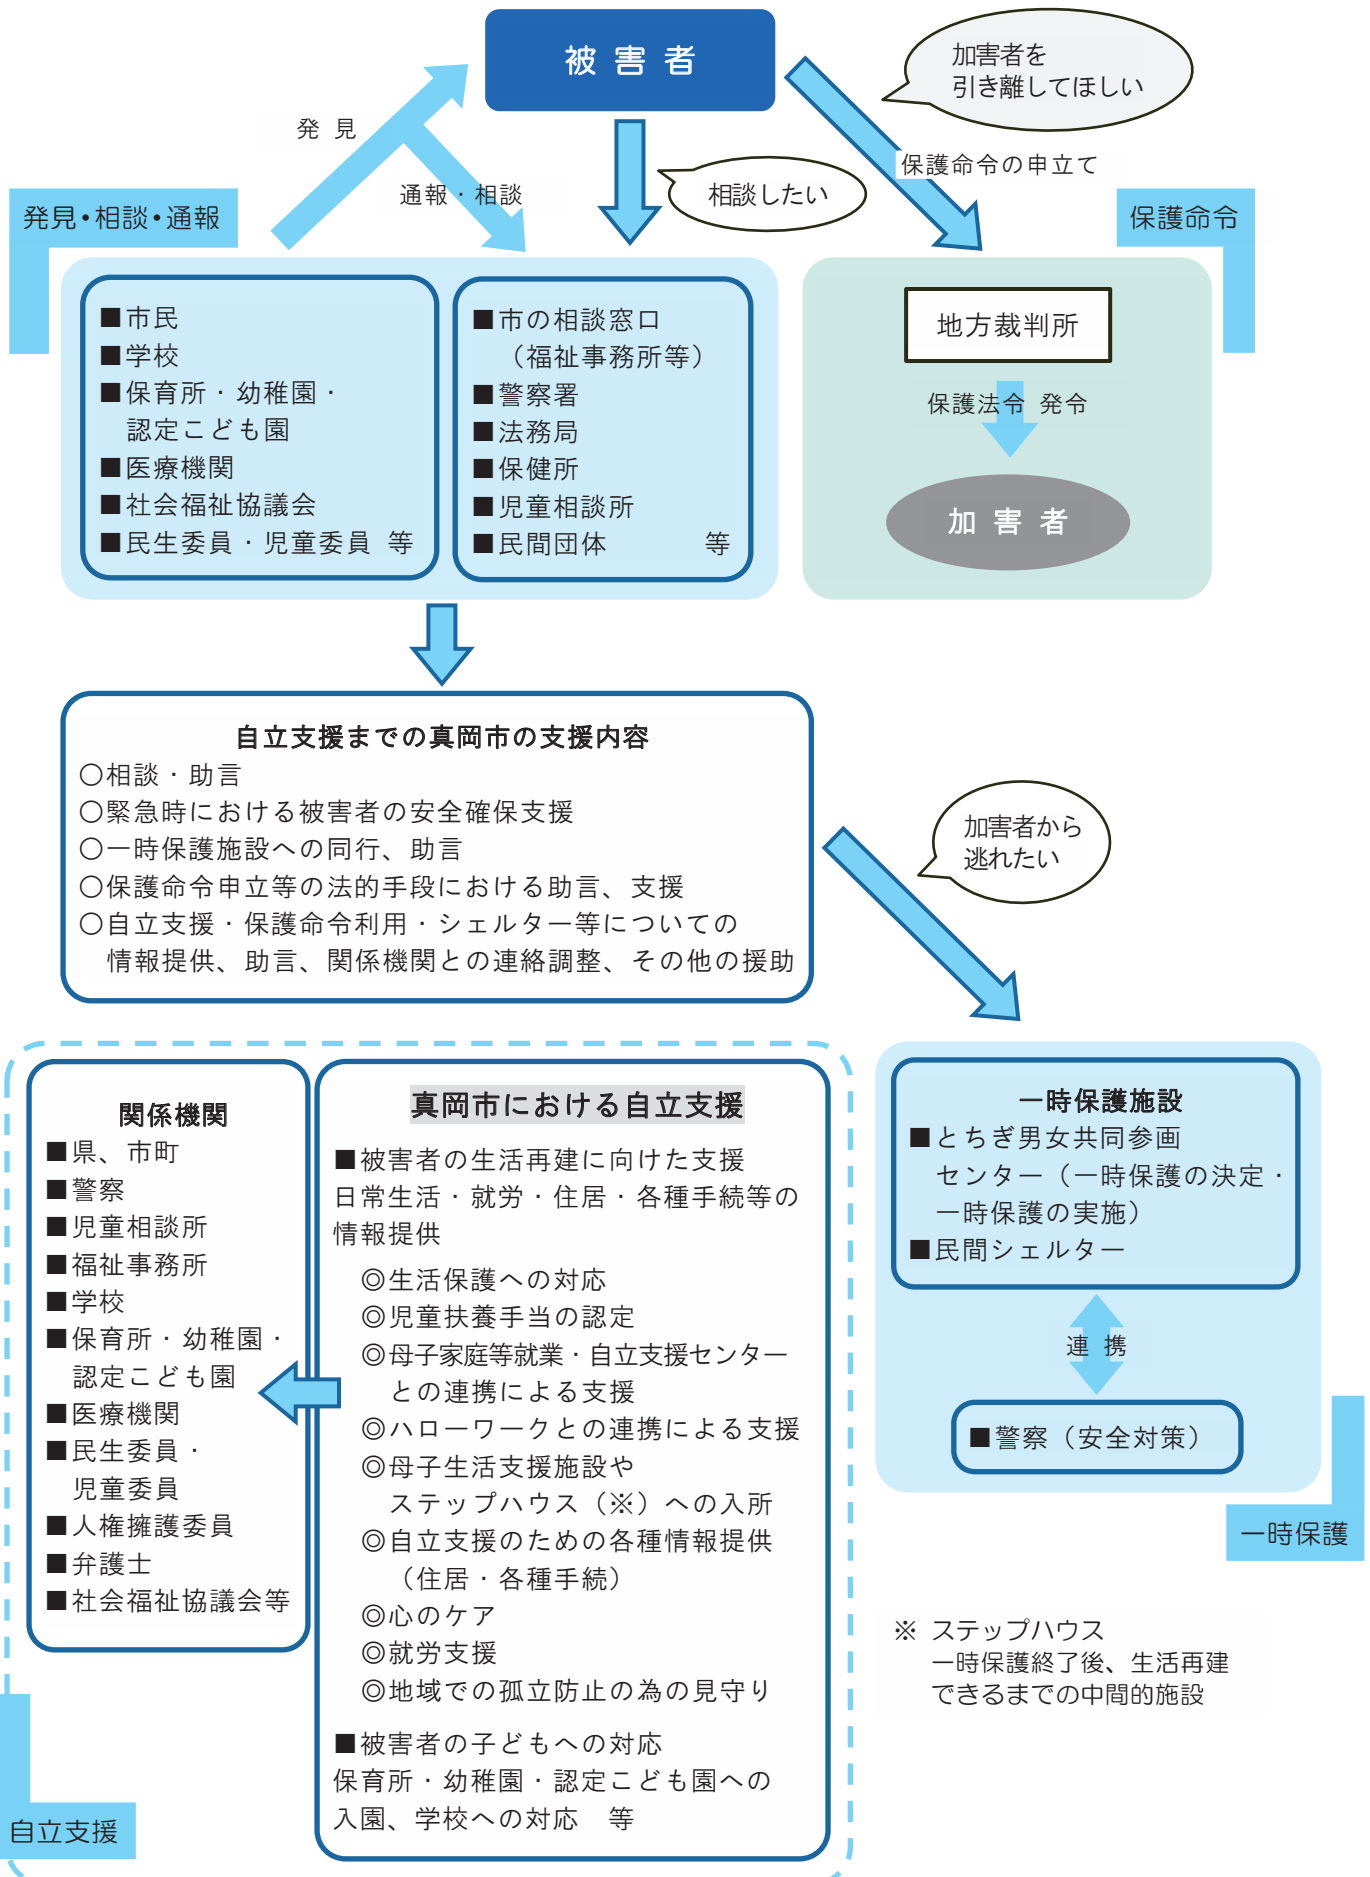 被害者
加害者を
引き離してほしい
発見
通報・相談
相談したい
保護命令の申立て
発見・相談・通報
■市民
■学校
■保育所・幼稚園・
認定こども園
■医療機関
■社会福祉協議会
■民生委員・児童委員 等
■市の相談窓口
(福祉事務所等)
■警察署
■法務局
■保健所
■児童相談所
■民間団体 等
保護命令
地方裁判所
保護法令 発令
加害者
自立支援までの真岡市の支援内容
○相談・助言
○緊急時における被害者の安全確保支援
○一時保護施設への同行、助言
○保護命令申立等の法的手段における助言、支援
○自立支援・保護命令利用・シェルター等についての
情報提供、助言、関係機関との連絡調整、その他の援助
加害者から
逃れたい
関係機関
■県、市町
■警察
■児童相談所
■福祉事務所
■学校
■保育所・幼稚園・
認定こども園
■医療機関
■民生委員・
児童委員
■人権擁護委員
■弁護士
■社会福祉協議会等
真岡市における自立支援
■被害者の生活再建に向けた支援
日常生活・就労・住居・各種手続等の
情報提供
◎生活保護への対応
◎児童扶養手当の認定
◎母子家庭等就業・自立支援センター
との連携による支援
◎ハローワークとの連携による支援
◎母子生活支援施設や
ステップハウス(※)への入所
◎自立支援のための各種情報提供
(住居・各種手続)
◎心のケア
◎就労支援
◎地域での孤立防止の為の見守り
■被害者の子どもへの対応
保育所・幼稚園・認定こども園への
入園、学校への対応 等
自立支援
一時保護施設
■とちぎ男女共同参画
センター(一時保護の決定・
一時保護の実施)
■民間シェルター
連携
■警察(安全対策)
一時保護
※ ステップハウス
一時保護終了後、生活再建
できるまでの中間的施設